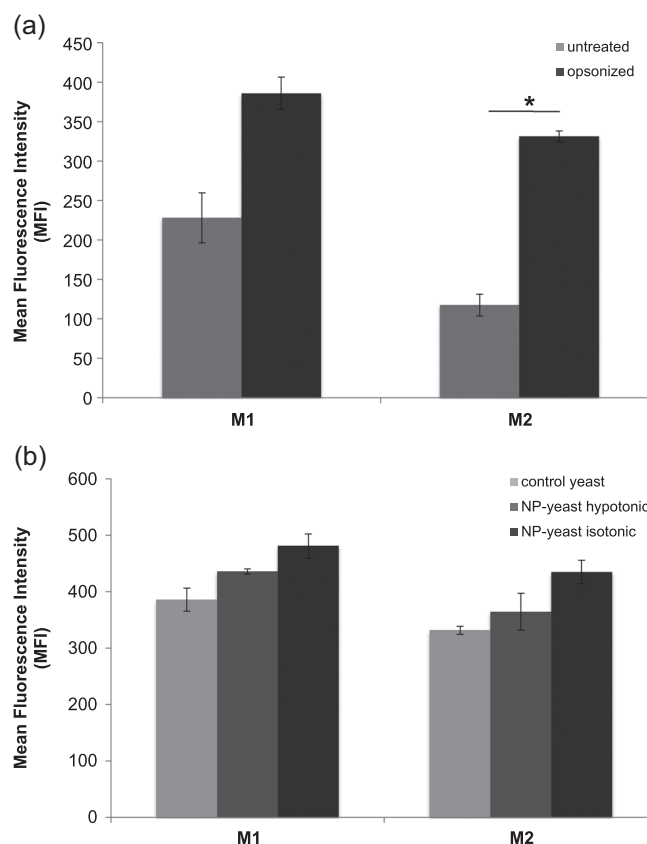 (a)
450
400
350
300
250
200
150
100
50
0
Mean Fluorescence Intensity
(MFI)
untreated
opsonized
*
M1
M2
(b)
600
500
400
300
200
100
0
Mean Fluorescence Intensity
(MFI)
control yeast
NP-yeast hypotonic
NP-yeast isotonic
M1
M2